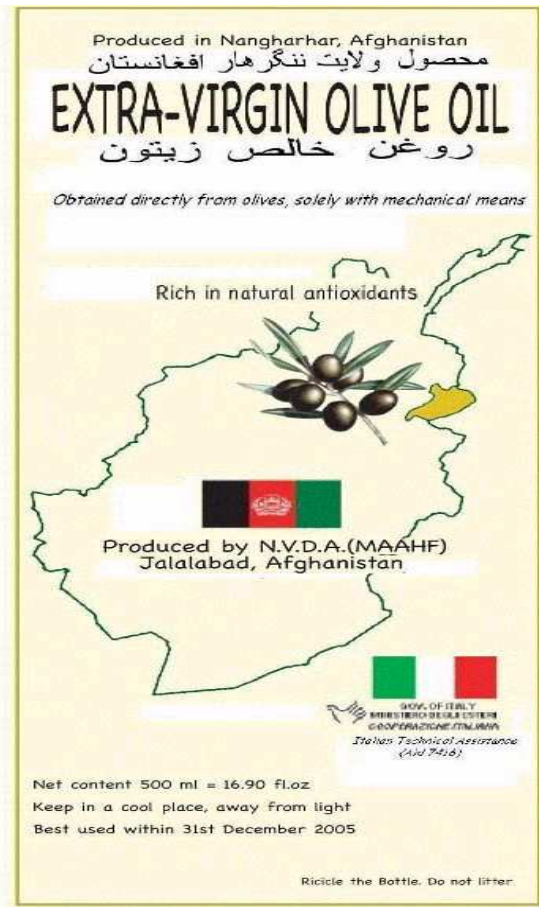 Produced in Nangharhar, Afghanistan
محصول ولایت ننگرهار افغانستان
EXTRA-VIRGIN OLIVE OIL
روغن خالص زیتون
Obtained directly from olives, solely with mechanical means
Rich in natural antioxidants
Produced by N.V.D.A.(MAAHF)
Jalalabad, Afghanistan
GOV. OF ITALY
MINISTERO DEGLI ESTERI
COOPERAZIONE ITALIANA
Italian Technical Assistance
(Aid 7416)
Net content 500 ml = 16.90 fl.oz
Keep in a cool place, away from light
Best used within 31st December 2005
Ricicle the Bottle. Do not litter